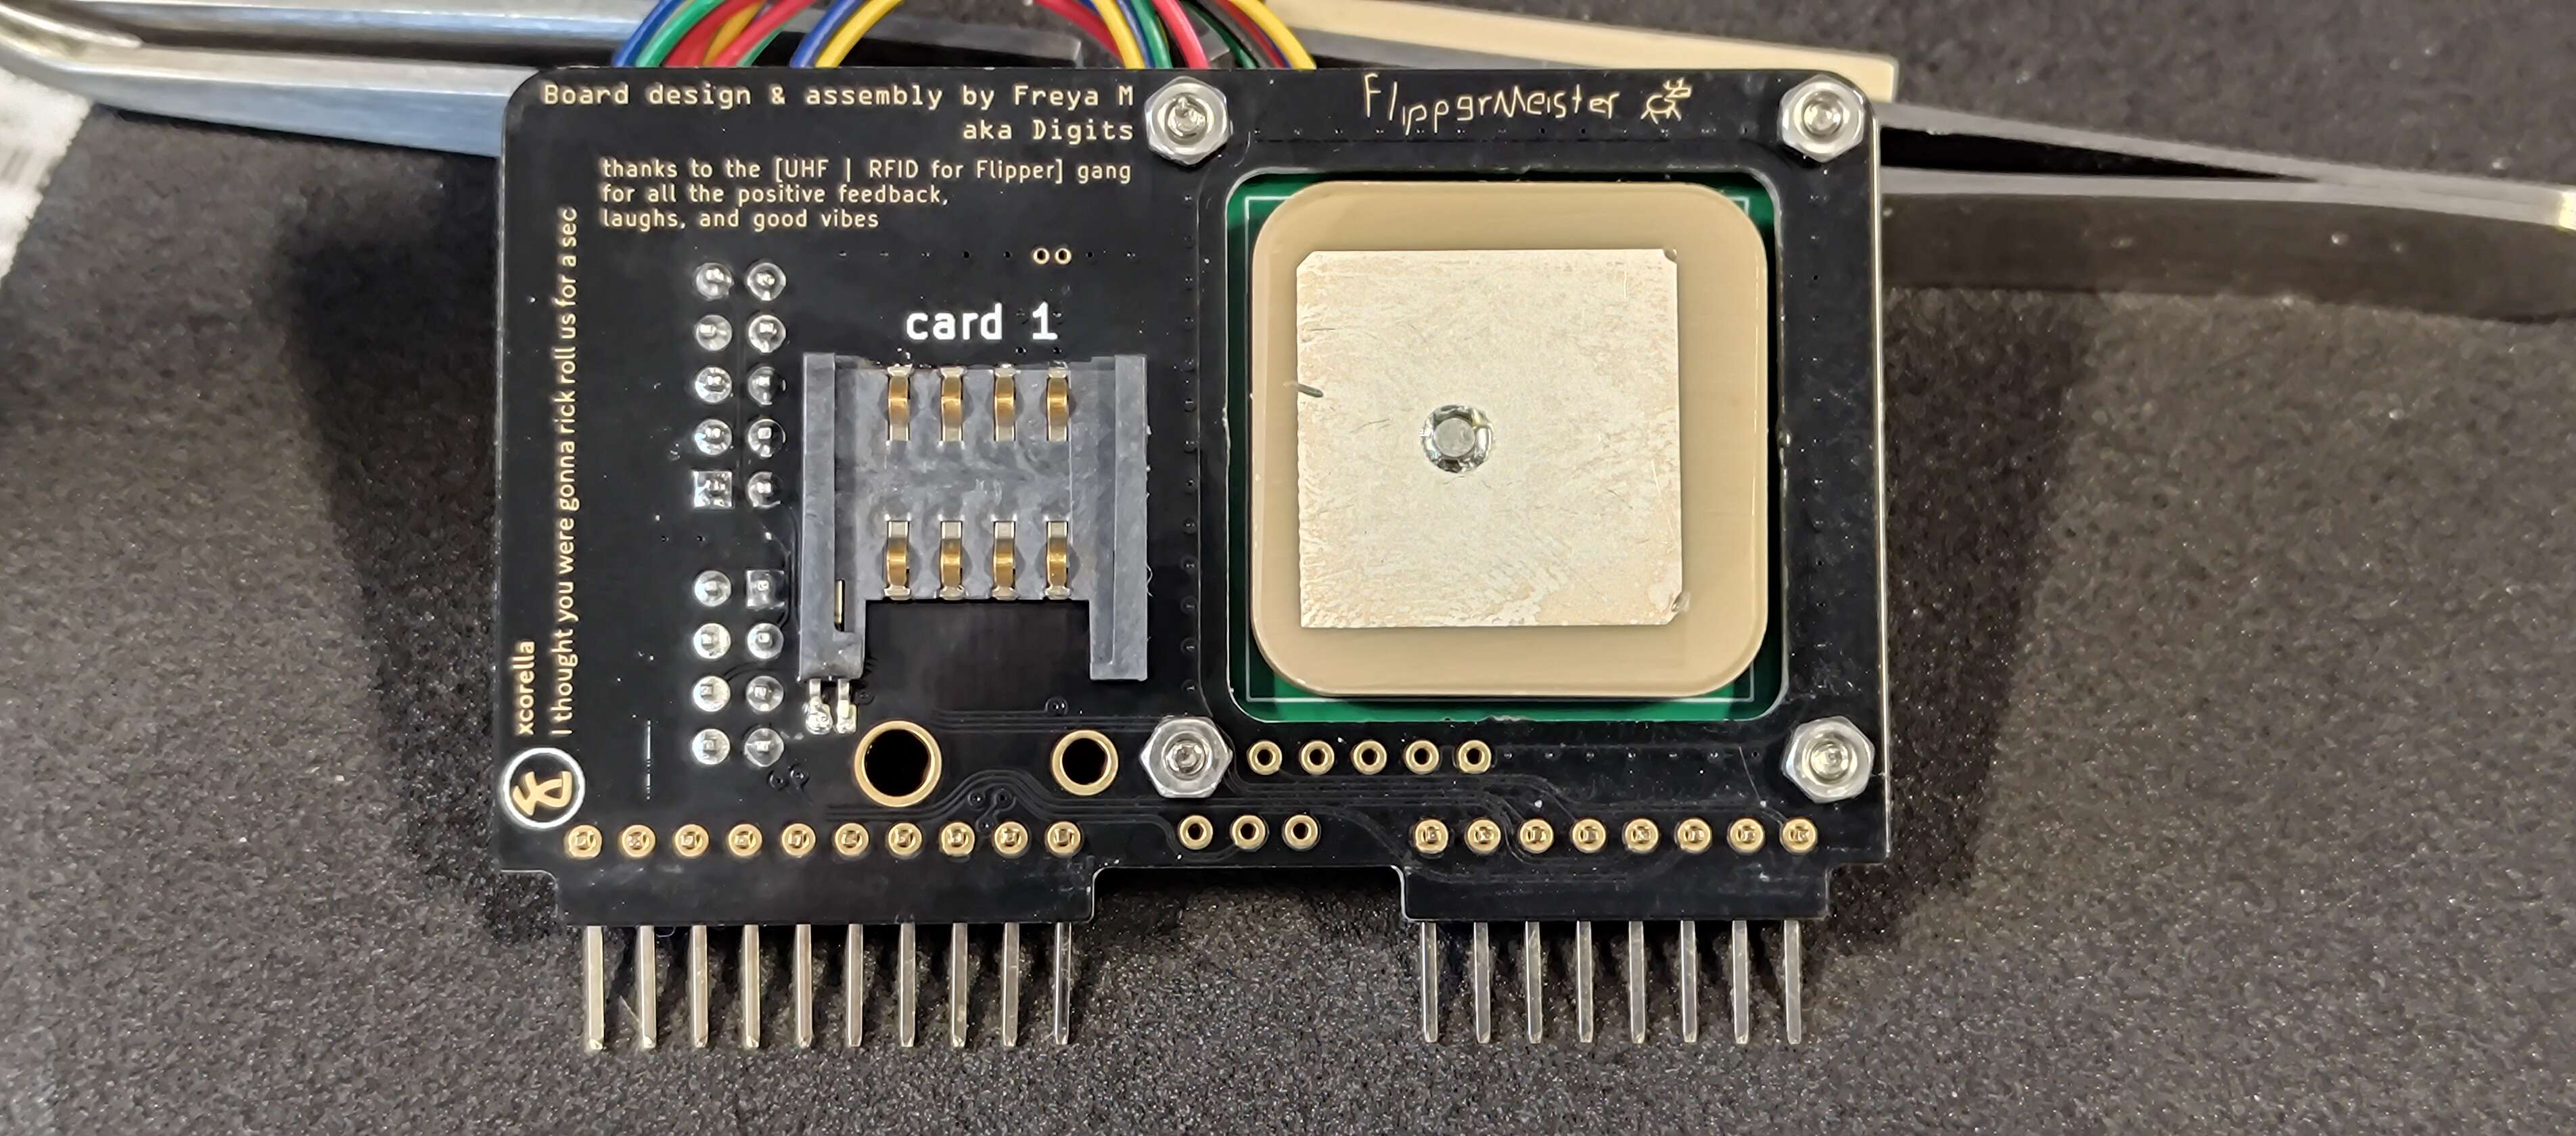 Board design & assembly by Freya M
aka Digits
thanks to the [UHF | RFID for Flipper] gang
for all the positive feedback,
laughs, and good vibes
FlippgrMeister
card 1
xcorella
I thought you were gonna rick roll us for a sec